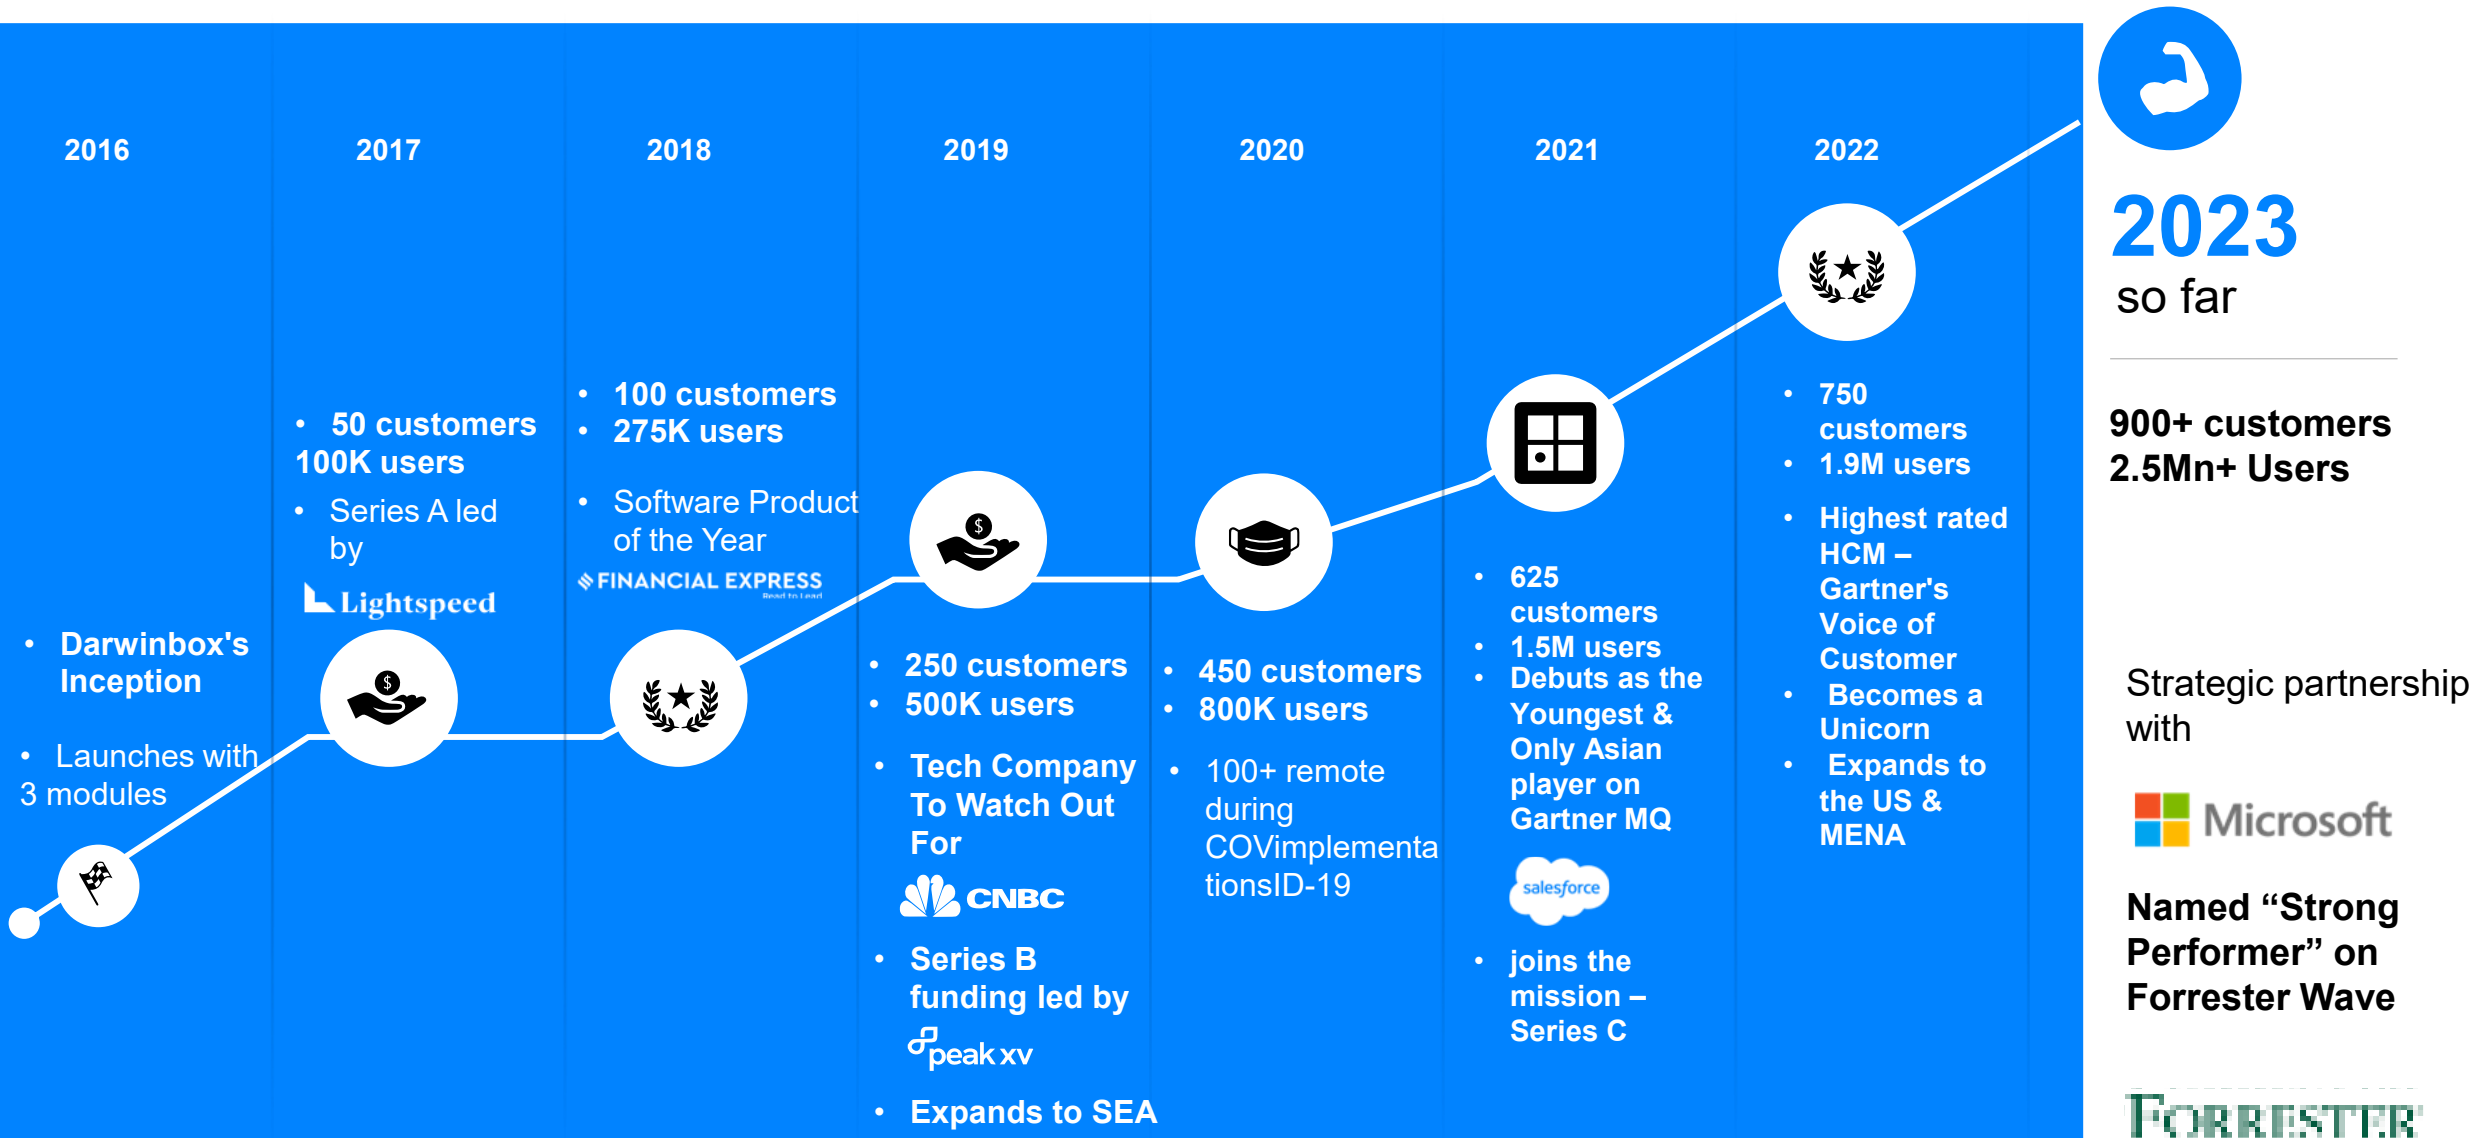 2016
2017
2018
2019
2020
2021
2022
• Darwinbox's
Inception
• Launches with
3 modules
• 50 customers
100K users
• Series A led
by
Lightspeed
• 100 customers
• 275K users
• Software Product
of the Year
FINANCIAL EXPRESS
Read to Lead
$
$
• 250 customers
• 500K users
• Tech Company
To Watch Out
For
CNBC
• Series B
funding led by
peak xv
• Expands to SEA
• 450 customers
• 800K users
• 100+ remote
during
COVimplementa
tionsID-19
• 625
customers
• 1.5M users
• Debuts as the
Youngest &
Only Asian
player on
Gartner MQ
salesforce
• joins the
mission –
Series C
• 750
customers
• 1.9M users
• Highest rated
HCM –
Gartner's
Voice of
Customer
• Becomes a
Unicorn
• Expands to
the US &
MENA
2023
so far
900+ customers
2.5Mn+ Users
Strategic partnership
with
Microsoft
Named “Strong
Performer” on
Forrester Wave
FORRESTER